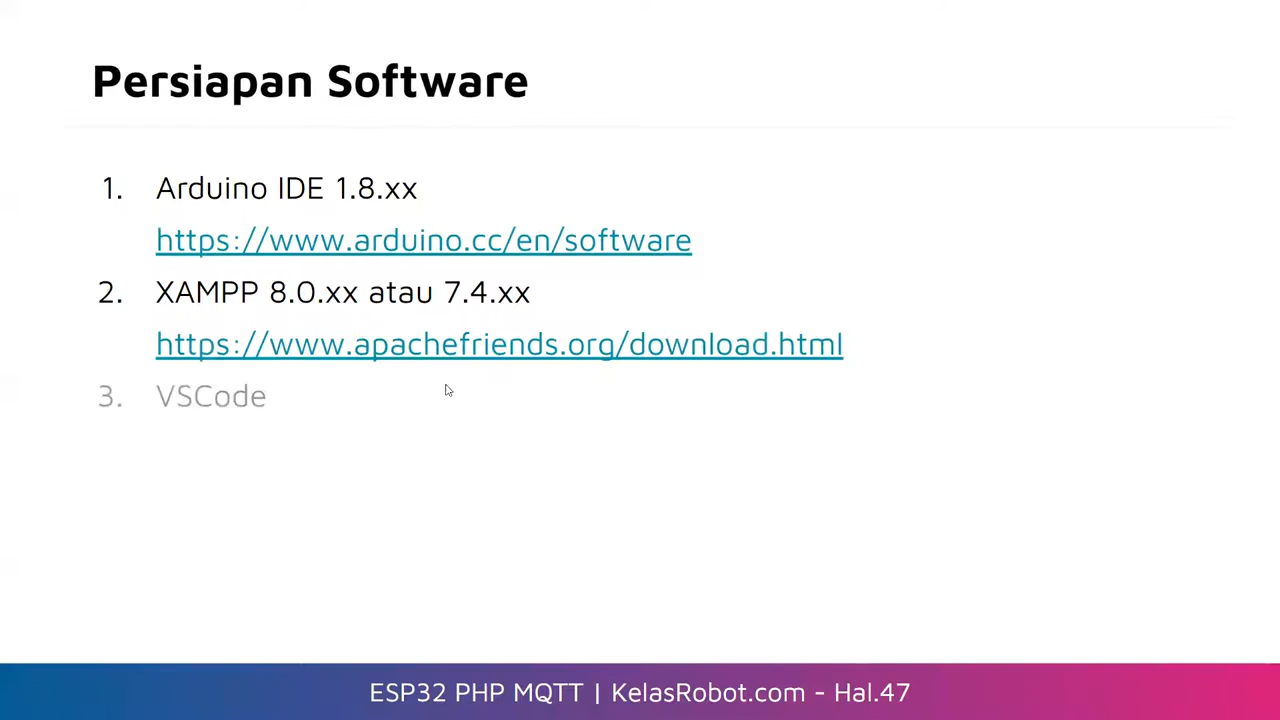 Persiapan Software
1. Arduino IDE 1.8.xx
https://www.arduino.cc/en/software
2. XAMPP 8.0.xx atau 7.4.xx
https://www.apachefriends.org/download.html
3. VSCode
ESP32 PHP MQTT | KelasRobot.com - Hal.47